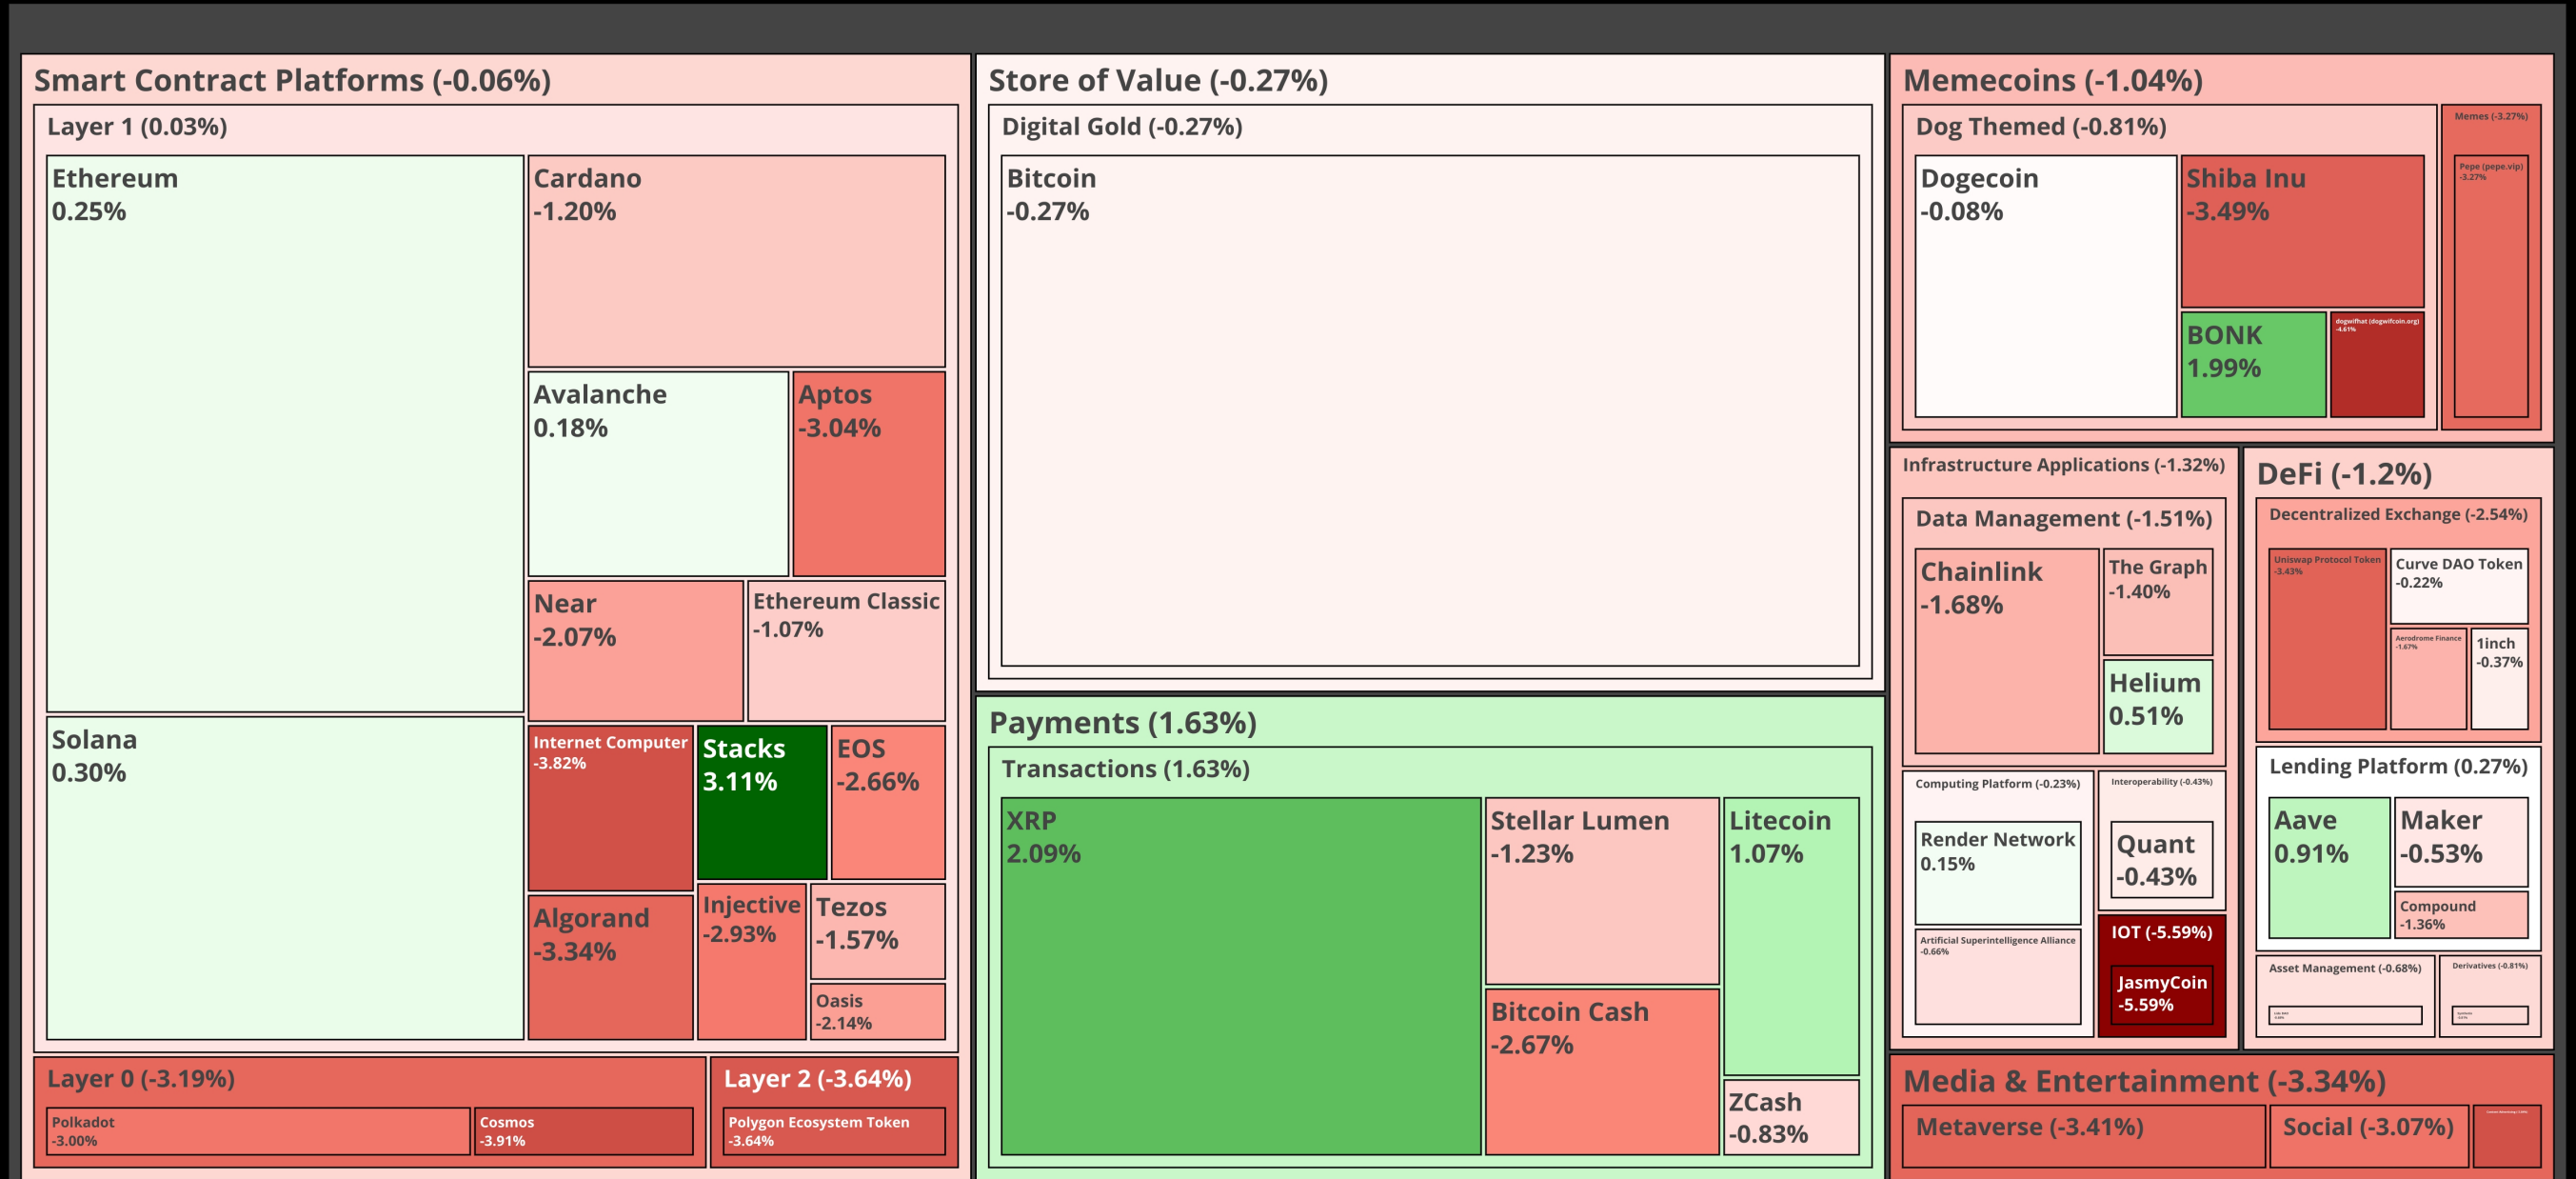 Smart Contract Platforms (-0.06%)
Layer 1 (0.03%)
Ethereum
0.25%
Solana
0.30%
Cardano
-1.20%
Avalanche
0.18%
Aptos
-3.04%
Near
-2.07%
Ethereum Classic
-1.07%
Internet Computer
-3.82%
Stacks
3.11%
EOS
-2.66%
Algorand
-3.34%
Injective
-2.93%
Tezos
-1.57%
Oasis
-2.14%
Layer 0 (-3.19%)
Polkadot
-3.00%
Cosmos
-3.91%
Layer 2 (-3.64%)
Polygon Ecosystem Token
-3.64%
Store of Value (-0.27%)
Digital Gold (-0.27%)
Bitcoin
-0.27%
Payments (1.63%)
Transactions (1.63%)
XRP
2.09%
Stellar Lumen
-1.23%
Bitcoin Cash
-2.67%
Litecoin
1.07%
ZCash
-0.83%
Memecoins (-1.04%)
Dog Themed (-0.81%)
Dogecoin
-0.08%
Shiba Inu
-3.49%
BONK
1.99%
dogwifhat (dogwifcoin.org)
-4.61%
Memes (-3.27%)
Pepe (pepe.vip)
-3.27%
Infrastructure Applications (-1.32%)
Data Management (-1.51%)
Chainlink
-1.68%
The Graph
-1.40%
Helium
0.51%
Computing Platform (-0.23%)
Render Network
0.15%
Artificial Superintelligence Alliance
-0.66%
Interoperability (-0.43%)
Quant
-0.43%
IOT (-5.59%)
JasmyCoin
-5.59%
DeFi (-1.2%)
Decentralized Exchange (-2.54%)
Uniswap Protocol Token
-3.43%
Curve DAO Token
-0.22%
Aerodrome Finance
-1.67%
1inch
-0.37%
Lending Platform (0.27%)
Aave
0.91%
Maker
-0.53%
Compound
-1.36%
Asset Management (-0.68%)
Derivatives (-0.81%)
Media & Entertainment (-3.34%)
Metaverse (-3.41%)
Social (-3.07%)